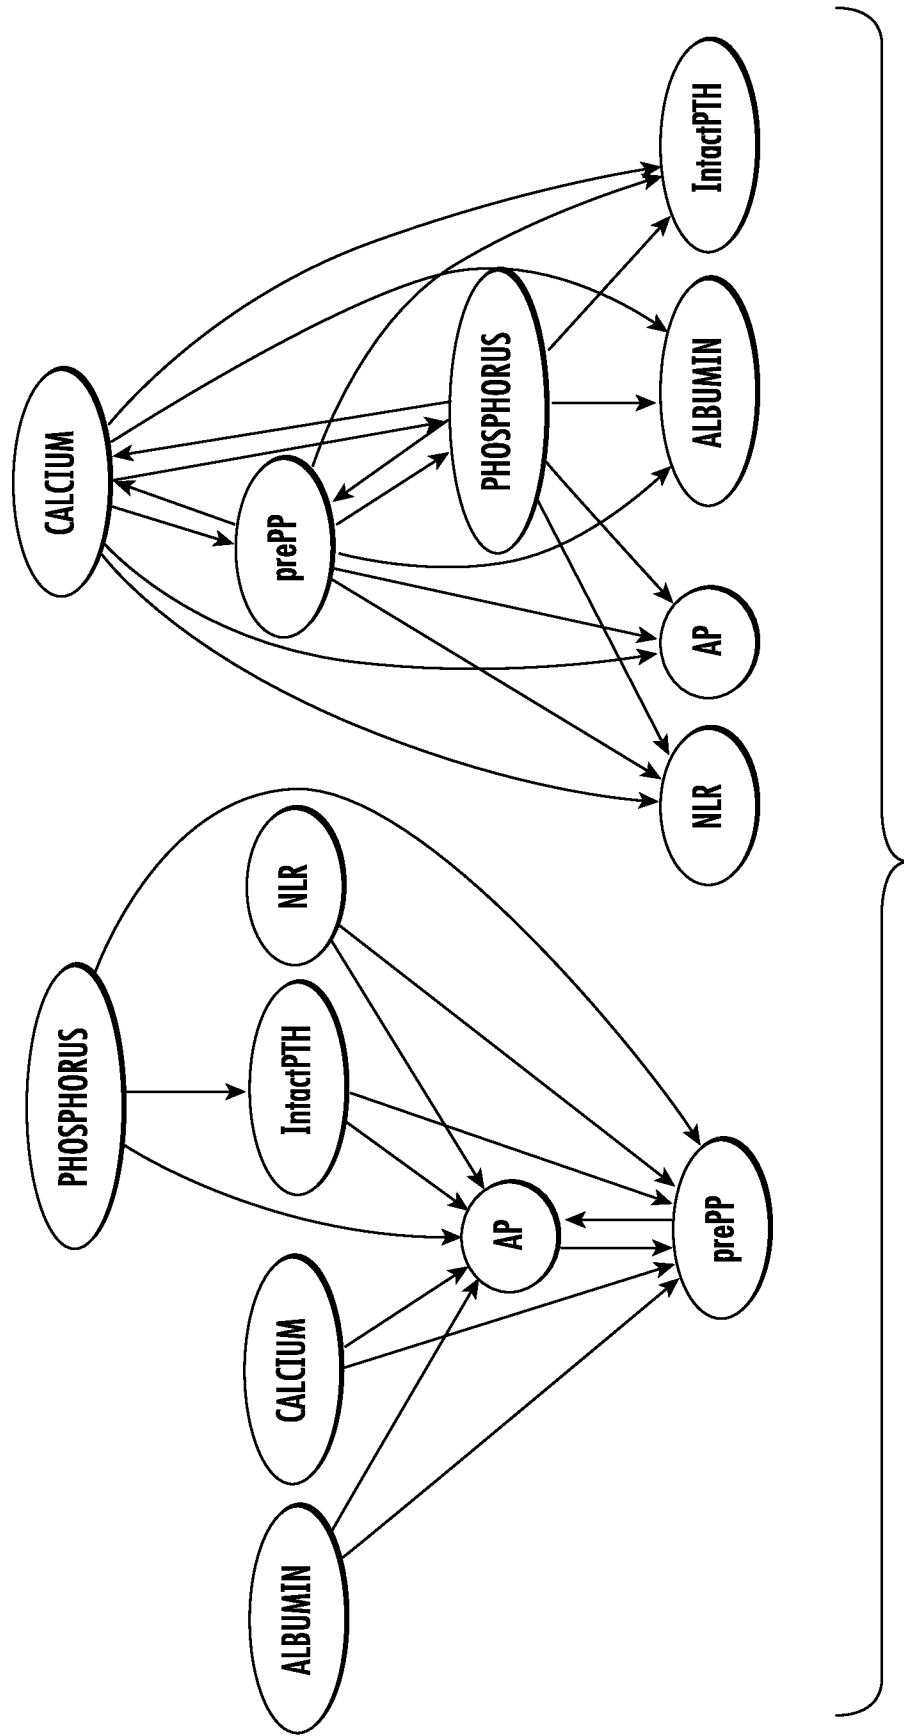 PHOSPHORUS
ALBUMIN
CALCIUM
IntactPTH
NLR
AP
prePP
CALCIUM
prePP
PHOSPHORUS
NLR
AP
ALBUMIN
IntactPTH